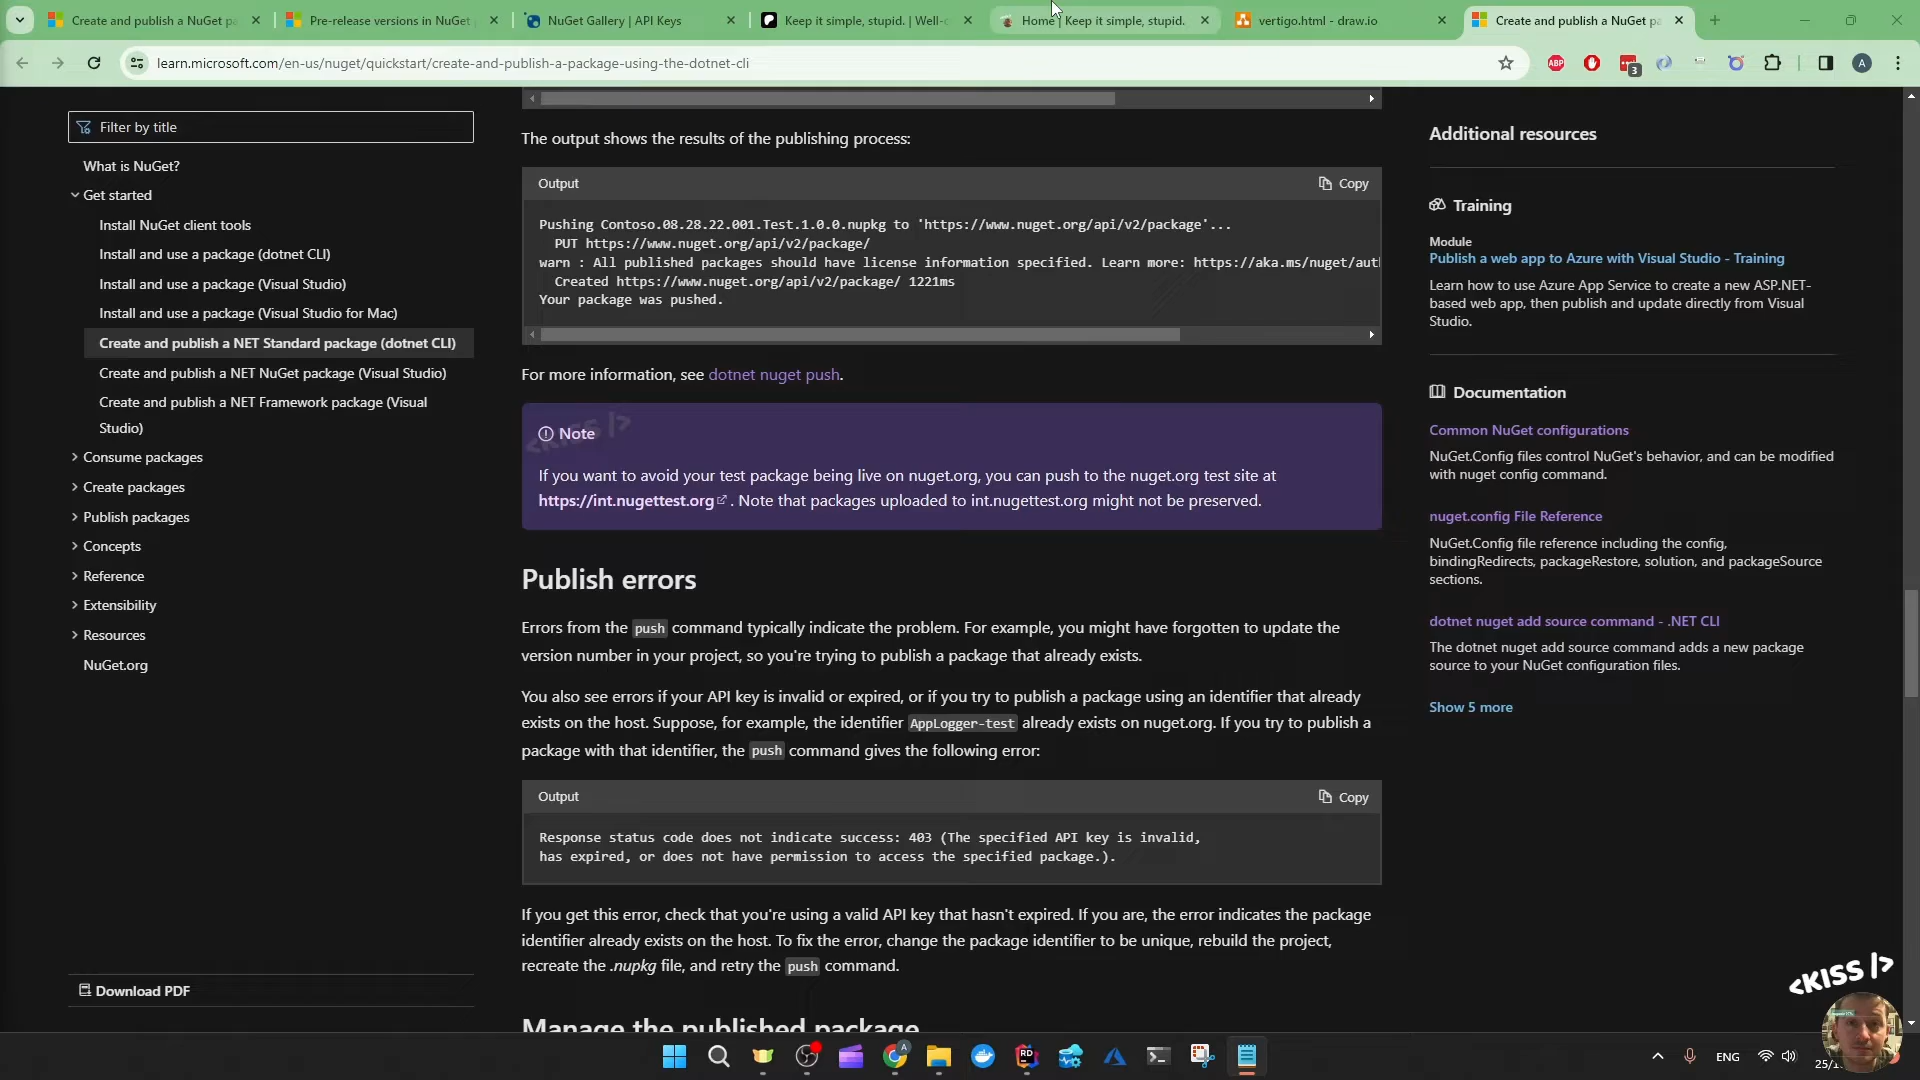 Create and publish a NuGet pa
Pre-release versions in NuGet
NuGet Gallery | API Keys
Keep it simple, stupid. | Well-c
Home | Keep it simple, stupid.
vertigo.html - draw.io
Create and publish a NuGet pa
learn.microsoft.com/en-us/nuget/quickstart/create-and-publish-a-package-using-the-dotnet-cli
ABP
3
A
Filter by title
What is NuGet?
Get started
Install NuGet client tools
Install and use a package (dotnet CLI)
Install and use a package (Visual Studio)
Install and use a package (Visual Studio for Mac)
Create and publish a NET Standard package (dotnet CLI)
Create and publish a NET NuGet package (Visual Studio)
Create and publish a NET Framework package (Visual
Studio)
Consume packages
Create packages
Publish packages
Concepts
Reference
Extensibility
Resources
NuGet.org
Download PDF
The output shows the results of the publishing process:
Output
Copy
Pushing Contoso.08.28.22.001.Test.1.0.0.nupkg to 'https://www.nuget.org/api/v2/package'...
PUT https://www.nuget.org/api/v2/package/
warn : All published packages should have license information specified. Learn more: https://aka.ms/nuget/aut
Created https://www.nuget.org/api/v2/package/ 1221ms
Your package was pushed.
For more information, see dotnet nuget push.
<KISS />
Note
If you want to avoid your test package being live on nuget.org, you can push to the nuget.org test site at
https://int.nugettest.org . Note that packages uploaded to int.nugettest.org might not be preserved.
Publish errors
Errors from the push command typically indicate the problem. For example, you might have forgotten to update the
version number in your project, so you're trying to publish a package that already exists.
You also see errors if your API key is invalid or expired, or if you try to publish a package using an identifier that already
exists on the host. Suppose, for example, the identifier AppLogger-test already exists on nuget.org. If you try to publish a
package with that identifier, the push command gives the following error:
Output
Copy
Response status code does not indicate success: 403 (The specified API key is invalid,
has expired, or does not have permission to access the specified package.).
If you get this error, check that you're using a valid API key that hasn't expired. If you are, the error indicates the package
identifier already exists on the host. To fix the error, change the package identifier to be unique, rebuild the project,
recreate the .nupkg file, and retry the push command.
Manage the published package
Additional resources
Training
Module
Publish a web app to Azure with Visual Studio - Training
Learn how to use Azure App Service to create a new ASP.NET-
based web app, then publish and update directly from Visual
Studio.
Documentation
Common NuGet configurations
NuGet.Config files control NuGet's behavior, and can be modified
with nuget config command.
nuget.config File Reference
NuGet.Config file reference including the config,
bindingRedirects, packageRestore, solution, and packageSource
sections.
dotnet nuget add source command - .NET CLI
The dotnet nuget add source command adds a new package
source to your NuGet configuration files.
Show 5 more
<KISS />
A
RD
ENG
25/1